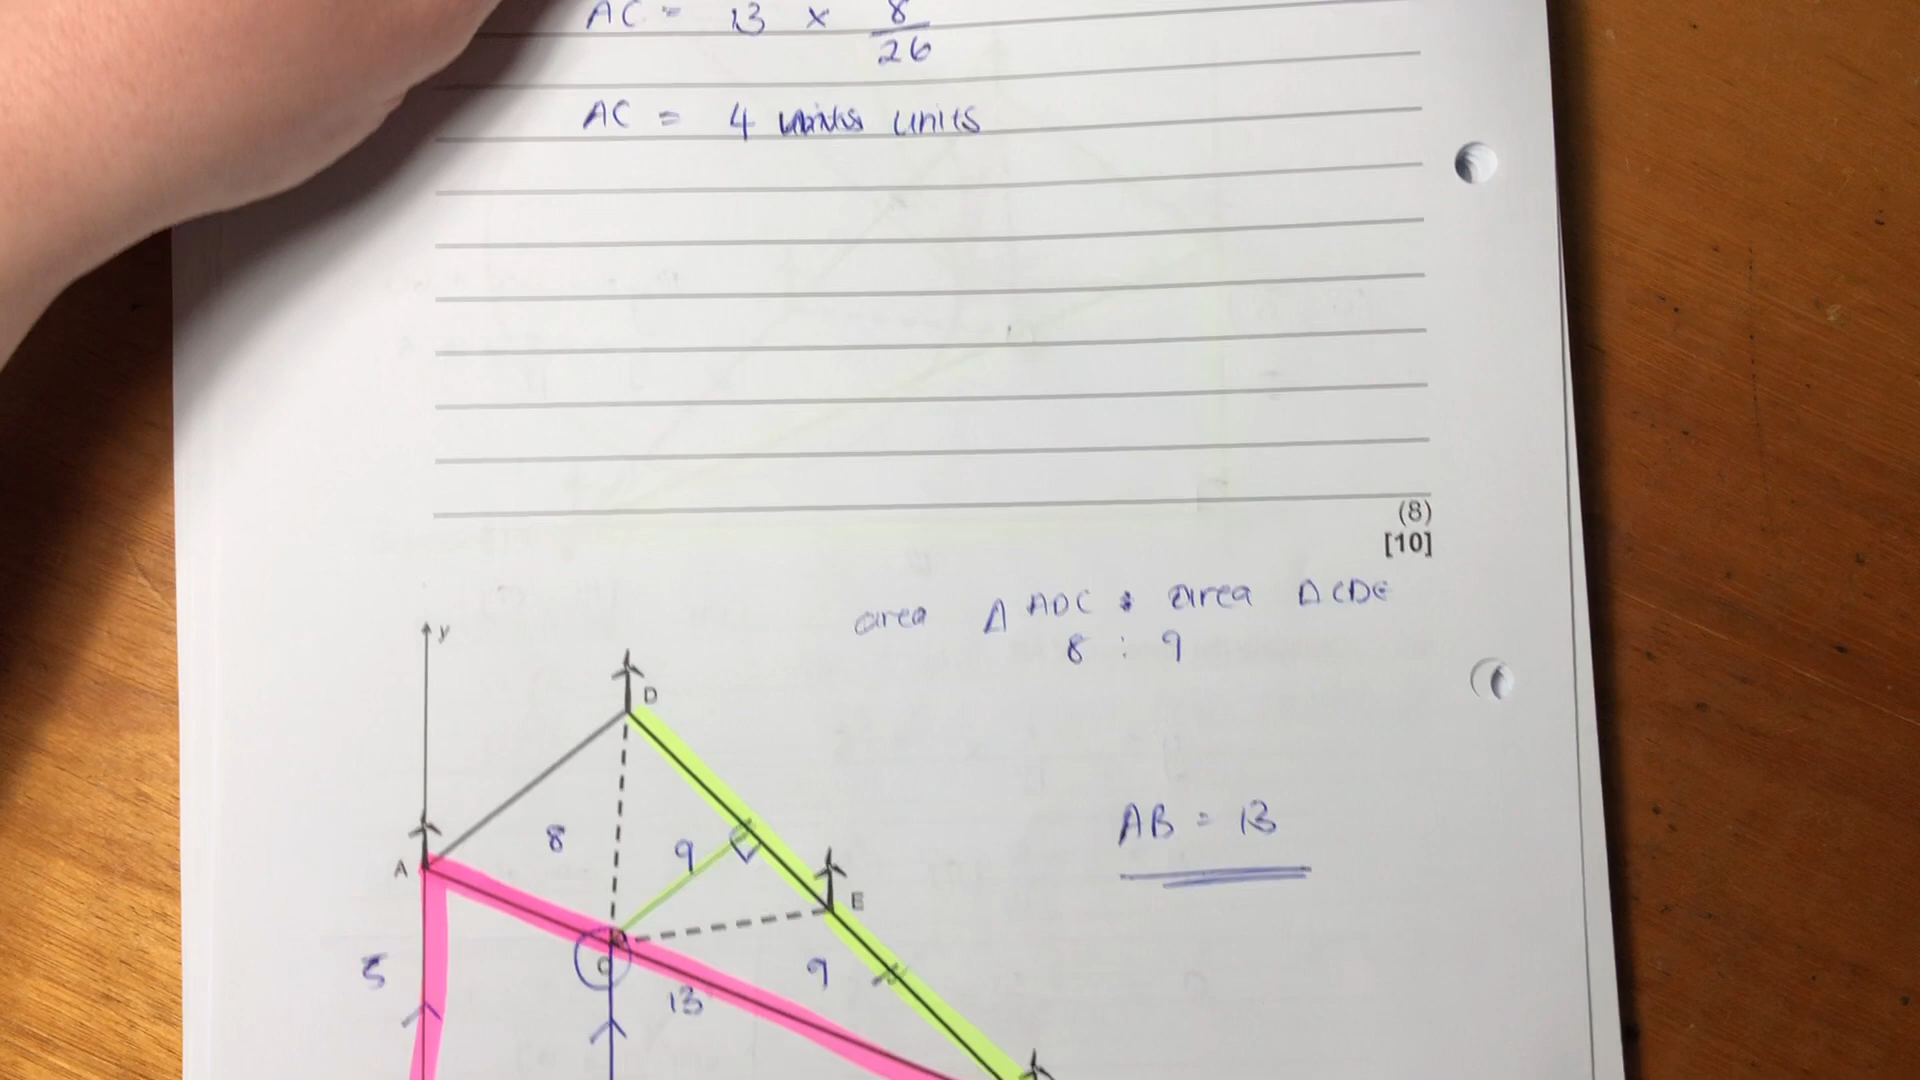 AC = 13 × 8/26
AC = 4 units
(8)
[10]
area Δ ADC : area Δ CDE
8 : 9
y
D
8
9
AB = 13
A
E
C
5
13
9